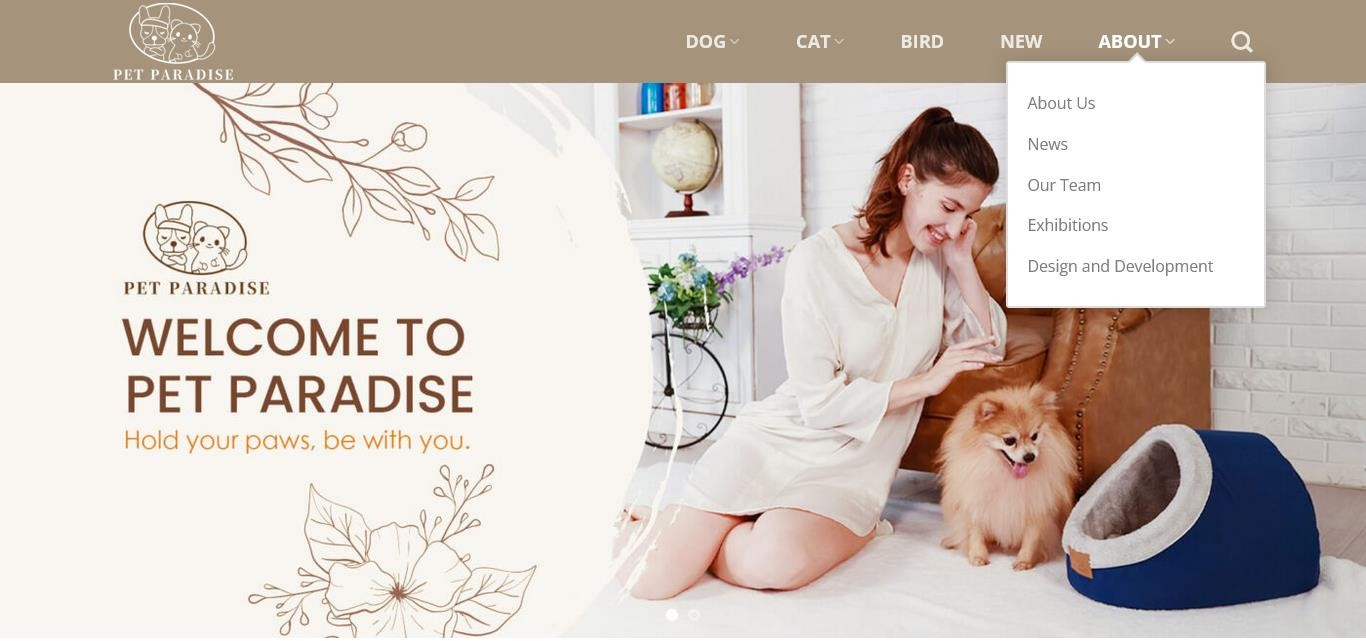 PET PARADISE
DOG
CAT
BIRD
NEW
ABOUT
About Us
News
Our Team
Exhibitions
Design and Development
PET PARADISE
WELCOME TO
PET PARADISE
Hold your paws, be with you.